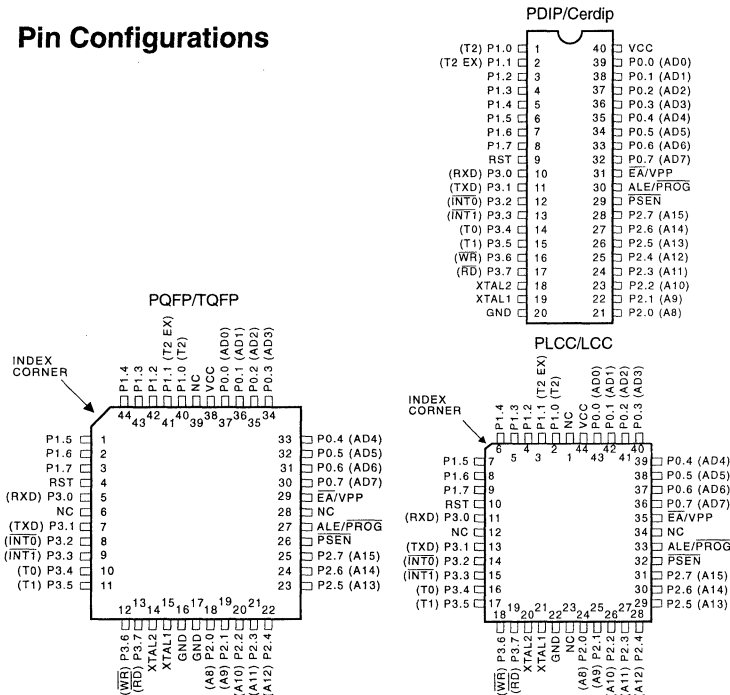 Pin Configurations
PDIP/Cerdip
(T2) P1.0 1 40 VCC
(T2 EX) P1.1 2 39 P0.0 (AD0)
P1.2 3 38 P0.1 (AD1)
P1.3 4 37 P0.2 (AD2)
P1.4 5 36 P0.3 (AD3)
P1.5 6 35 P0.4 (AD4)
P1.6 7 34 P0.5 (AD5)
P1.7 8 33 P0.6 (AD6)
RST 9 32 P0.7 (AD7)
(RXD) P3.0 10 31 EA/VPP
(TXD) P3.1 11 30 ALE/PROG
(INT0) P3.2 12 29 PSEN
(INT1) P3.3 13 28 P2.7 (A15)
(T0) P3.4 14 27 P2.6 (A14)
(T1) P3.5 15 26 P2.5 (A13)
(WR) P3.6 16 25 P2.4 (A12)
(RD) P3.7 17 24 P2.3 (A11)
XTAL2 18 23 P2.2 (A10)
XTAL1 19 22 P2.1 (A9)
GND 20 21 P2.0 (A8)
PQFP/TQFP
INDEX
CORNER
P1.4
P1.3
P1.2
P1.1 (T2 EX)
P1.0 (T2)
NC
VCC
P0.0 (AD0)
P0.1 (AD1)
P0.2 (AD2)
P0.3 (AD3)
44 43 42 41 40 39 38 37 36 35 34
P1.5 1 33 P0.4 (AD4)
P1.6 2 32 P0.5 (AD5)
P1.7 3 31 P0.6 (AD6)
RST 4 30 P0.7 (AD7)
(RXD) P3.0 5 29 EA/VPP
NC 6 28 NC
(TXD) P3.1 7 27 ALE/PROG
(INT0) P3.2 8 26 PSEN
(INT1) P3.3 9 25 P2.7 (A15)
(T0) P3.4 10 24 P2.6 (A14)
(T1) P3.5 11 23 P2.5 (A13)
12 13 14 15 16 17 18 19 20 21 22
(WR) P3.6
(RD) P3.7
XTAL2
XTAL1
GND
GND
(A8) P2.0
(A9) P2.1
(A10) P2.2
(A11) P2.3
(A12) P2.4
PLCC/LCC
INDEX
CORNER
P1.4
P1.3
P1.2
P1.1 (T2 EX)
P1.0 (T2)
NC
VCC
P0.0 (AD0)
P0.1 (AD1)
P0.2 (AD2)
P0.3 (AD3)
6 5 4 3 2 1 44 43 42 41 40
P1.5 7 39 P0.4 (AD4)
P1.6 8 38 P0.5 (AD5)
P1.7 9 37 P0.6 (AD6)
RST 10 36 P0.7 (AD7)
(RXD) P3.0 11 35 EA/VPP
NC 12 34 NC
(TXD) P3.1 13 33 ALE/PROG
(INT0) P3.2 14 32 PSEN
(INT1) P3.3 15 31 P2.7 (A15)
(T0) P3.4 16 30 P2.6 (A14)
(T1) P3.5 17 29 P2.5 (A13)
18 19 20 21 22 23 24 25 26 27 28
(WR) P3.6
(RD) P3.7
XTAL2
XTAL1
GND
NC
(A8) P2.0
(A9) P2.1
(A10) P2.2
(A11) P2.3
(A12) P2.4